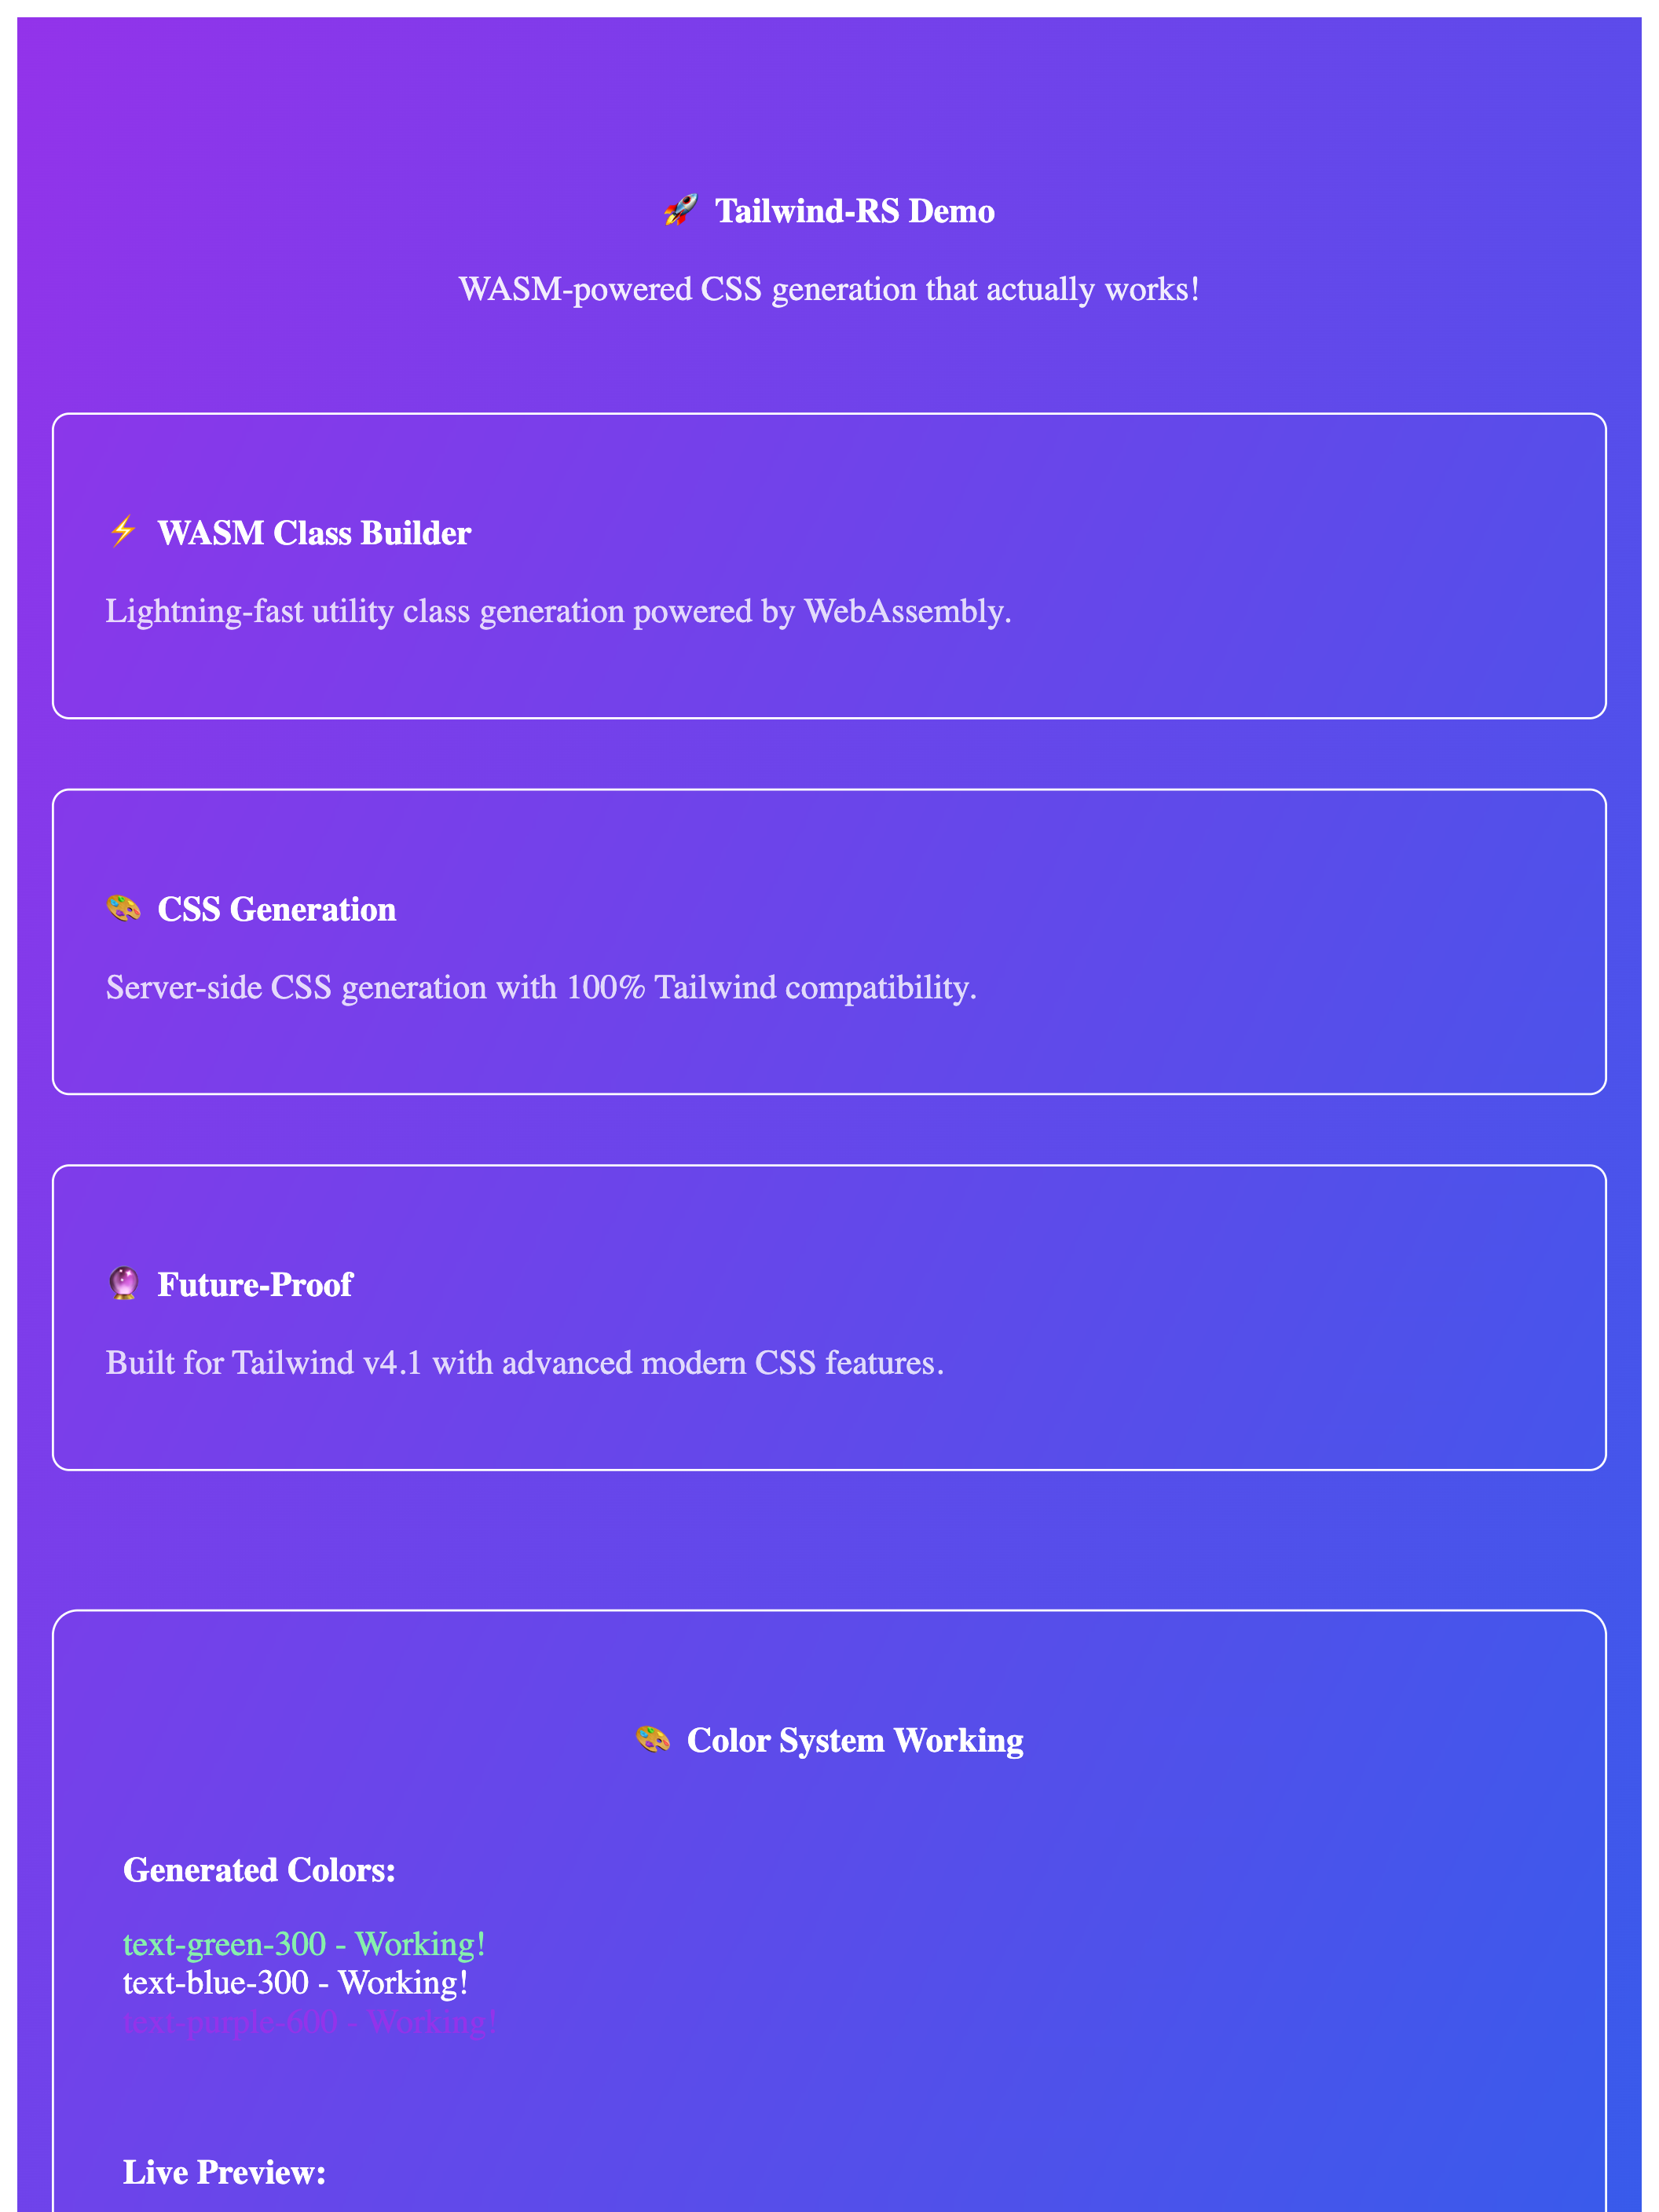 🚀 Tailwind-RS Demo
WASM-powered CSS generation that actually works!
⚡ WASM Class Builder
Lightning-fast utility class generation powered by WebAssembly.
🎨 CSS Generation
Server-side CSS generation with 100% Tailwind compatibility.
🔮 Future-Proof
Built for Tailwind v4.1 with advanced modern CSS features.
🎨 Color System Working
Generated Colors:
text-green-300 - Working!
text-blue-300 - Working!
text-purple-600 - Working!
Live Preview: